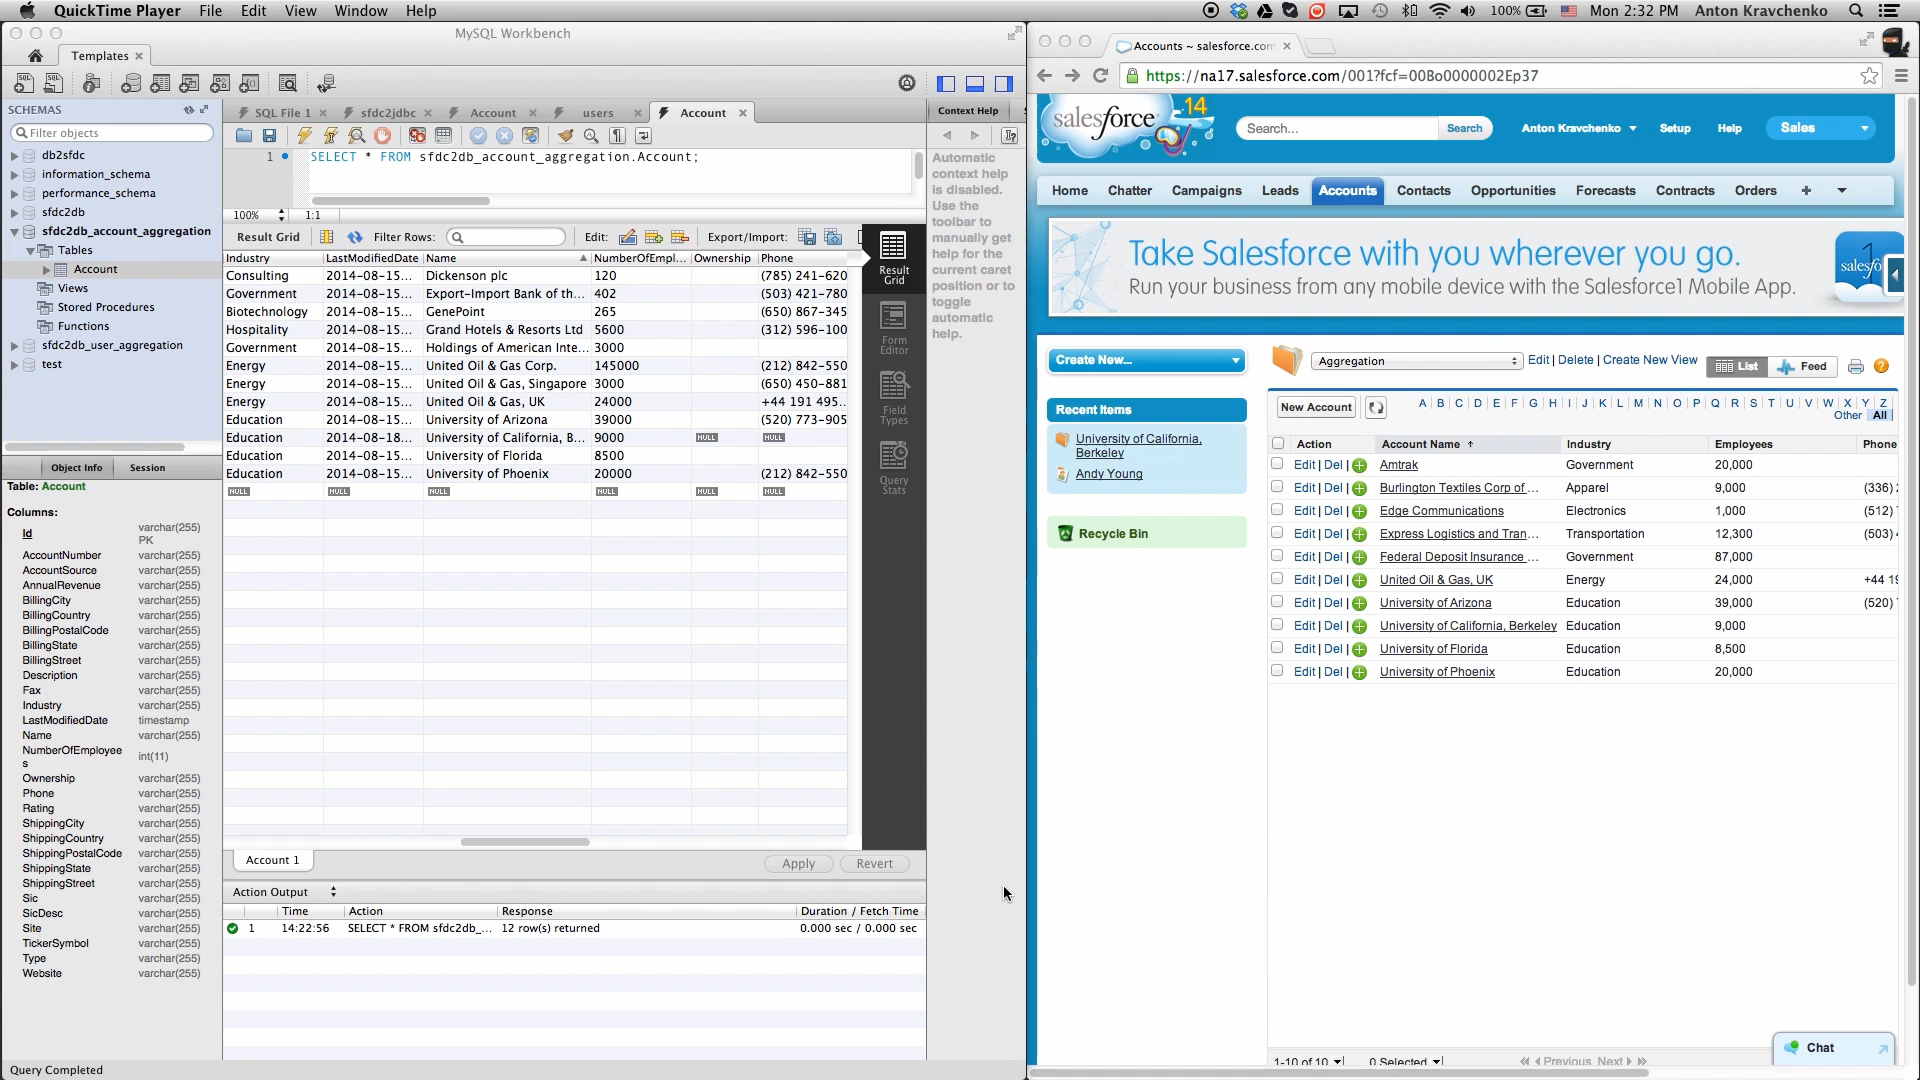 QuickTime Player File Edit View Window Help
100% Mon 2:32 PM Anton Kravchenko
MySQL Workbench
Templates
SCHEMAS
Filter objects
db2sfdc
information_schema
performance_schema
sfdc2db
sfdc2db_account_aggregation
Tables
Account
Views
Stored Procedures
Functions
sfdc2db_user_aggregation
test
Object Info Session
Table: Account
Columns:
Id varchar(255)
PK
AccountNumber varchar(255)
AccountSource varchar(255)
AnnualRevenue varchar(255)
BillingCity varchar(255)
BillingCountry varchar(255)
BillingPostalCode varchar(255)
BillingState varchar(255)
BillingStreet varchar(255)
Description varchar(255)
Fax varchar(255)
Industry varchar(255)
LastModifiedDate timestamp
Name varchar(255)
NumberOfEmployee
s int(11)
Ownership varchar(255)
Phone varchar(255)
Rating varchar(255)
ShippingCity varchar(255)
ShippingCountry varchar(255)
ShippingPostalCode varchar(255)
ShippingState varchar(255)
ShippingStreet varchar(255)
Sic varchar(255)
SicDesc varchar(255)
Site varchar(255)
TickerSymbol varchar(255)
Type varchar(255)
Website varchar(255)
Query Completed
SQL File 1 sfdc2jdbc Account users Account
1 SELECT * FROM sfdc2db_account_aggregation.Account;
100% 1:1
Result Grid Filter Rows: Edit: Export/Import:
Industry LastModifiedDate Name NumberOfEmpl... Ownership Phone
Consulting 2014-08-15... Dickenson plc 120 (785) 241-620
Government 2014-08-15... Export-Import Bank of th... 402 (503) 421-780
Biotechnology 2014-08-15... GenePoint 265 (650) 867-345
Hospitality 2014-08-15... Grand Hotels & Resorts Ltd 5600 (312) 596-100
Government 2014-08-15... Holdings of American Inte... 3000
Energy 2014-08-15... United Oil & Gas Corp. 145000 (212) 842-550
Energy 2014-08-15... United Oil & Gas, Singapore 3000 (650) 450-881
Energy 2014-08-15... United Oil & Gas, UK 24000 +44 191 495..
Education 2014-08-15... University of Arizona 39000 (520) 773-905
Education 2014-08-18... University of California, B... 9000 NULL NULL
Education 2014-08-15... University of Florida 8500
Education 2014-08-15... University of Phoenix 20000 (212) 842-550
NULL NULL NULL NULL NULL NULL
Result
Grid
Form
Editor
Field
Types
Query
Stats
Account 1 Apply Revert
Action Output
Time Action Response Duration / Fetch Time
1 14:22:56 SELECT * FROM sfdc2db_... 12 row(s) returned 0.000 sec / 0.000 sec
Context Help
Automatic
context help
is disabled.
Use the
toolbar to
manually get
help for the
current caret
position or to
toggle
automatic
help.
Accounts ~ salesforce.com
https://na17.salesforce.com/001?fcf=00Bo0000002Ep37
salesforce '14
Search... Search Anton Kravchenko Setup Help Sales
Home Chatter Campaigns Leads Accounts Contacts Opportunities Forecasts Contracts Orders +
Take Salesforce with you wherever you go.
Run your business from any mobile device with the Salesforce1 Mobile App.
1
salesfo
Create New...
Recent Items
University of California,
Berkeley
Andy Young
Recycle Bin
Aggregation Edit | Delete | Create New View List Feed
New Account A B C D E F G H I J K L M N O P Q R S T U V W X Y Z
Other All
Action Account Name Industry Employees Phone
Edit | Del | Amtrak Government 20,000
Edit | Del | Burlington Textiles Corp of ... Apparel 9,000 (336)
Edit | Del | Edge Communications Electronics 1,000 (512)
Edit | Del | Express Logistics and Tran... Transportation 12,300 (503)
Edit | Del | Federal Deposit Insurance ... Government 87,000
Edit | Del | United Oil & Gas, UK Energy 24,000 +44 19
Edit | Del | University of Arizona Education 39,000 (520)
Edit | Del | University of California, Berkeley Education 9,000
Edit | Del | University of Florida Education 8,500
Edit | Del | University of Phoenix Education 20,000
1-10 of 10 0 Selected Previous Next
Chat